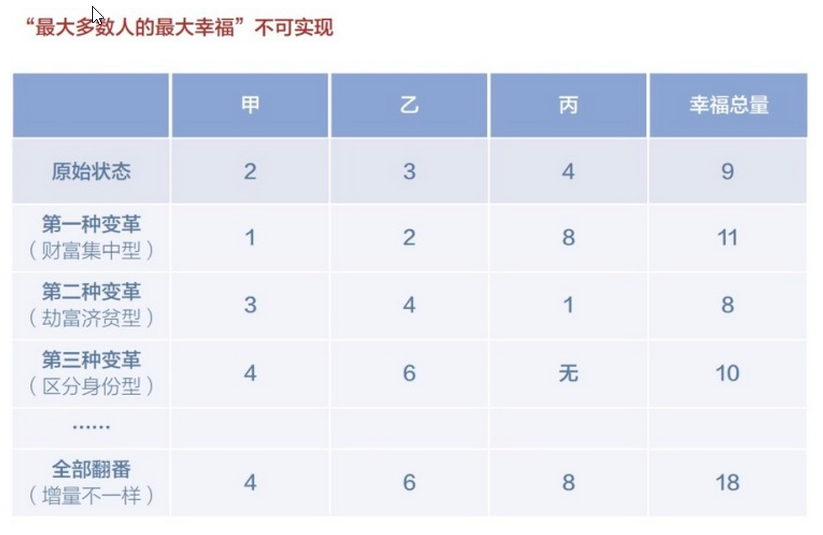 “最大多数人的最大幸福”不可实现
甲 乙 丙 幸福总量
原始状态 2 3 4 9
第一种变革
（财富集中型） 1 2 8 11
第二种变革
（劫富济贫型） 3 4 1 8
第三种变革
（区分身份型） 4 6 无 10
……
全部翻番
（增量不一样） 4 6 8 18